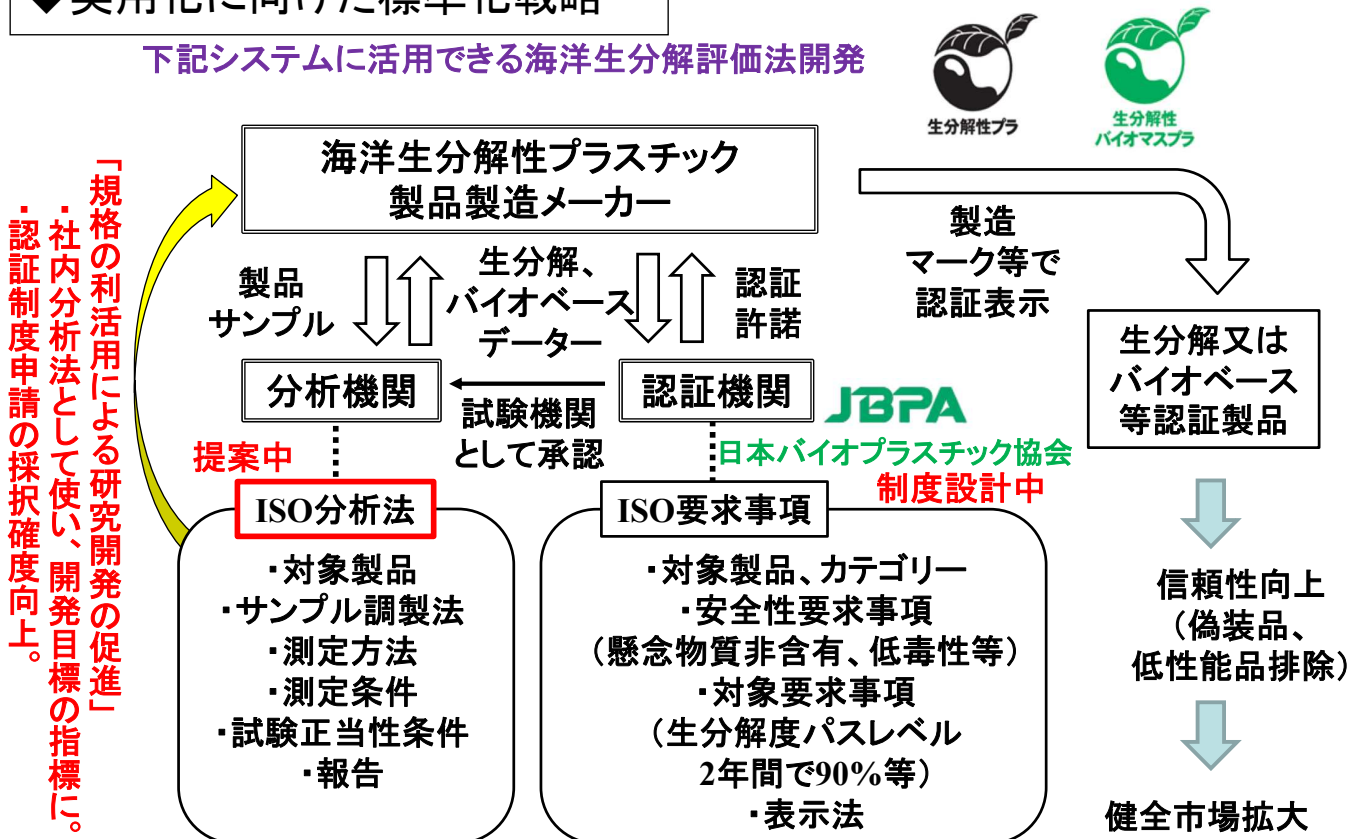 ◆実用化に向けた標準化戦略
下記システムに活用できる海洋生分解評価法開発
生分解性プラ
生分解性
バイオマスプラ
「規格の利活用による研究開発の促進」
・社内分析法として使い、開発目標の指標に。
・認証制度申請の採択確度向上。
海洋生分解性プラスチック
製品製造メーカー
製品
サンプル
生分解、
バイオベース
データー
認証
許諾
製造
マーク等で
認証表示
分析機関
試験機関
として承認
認証機関
JBPA
日本バイオプラスチック協会
制度設計中
提案中
ISO分析法
・対象製品
・サンプル調製法
・測定方法
・測定条件
・試験正当性条件
・報告
ISO要求事項
・対象製品、カテゴリー
・安全性要求事項
（懸念物質非含有、低毒性等）
・対象要求事項
（生分解度パスレベル
2年間で90%等）
・表示法
生分解又は
バイオベース
等認証製品
信頼性向上
（偽装品、
低性能品排除）
健全市場拡大